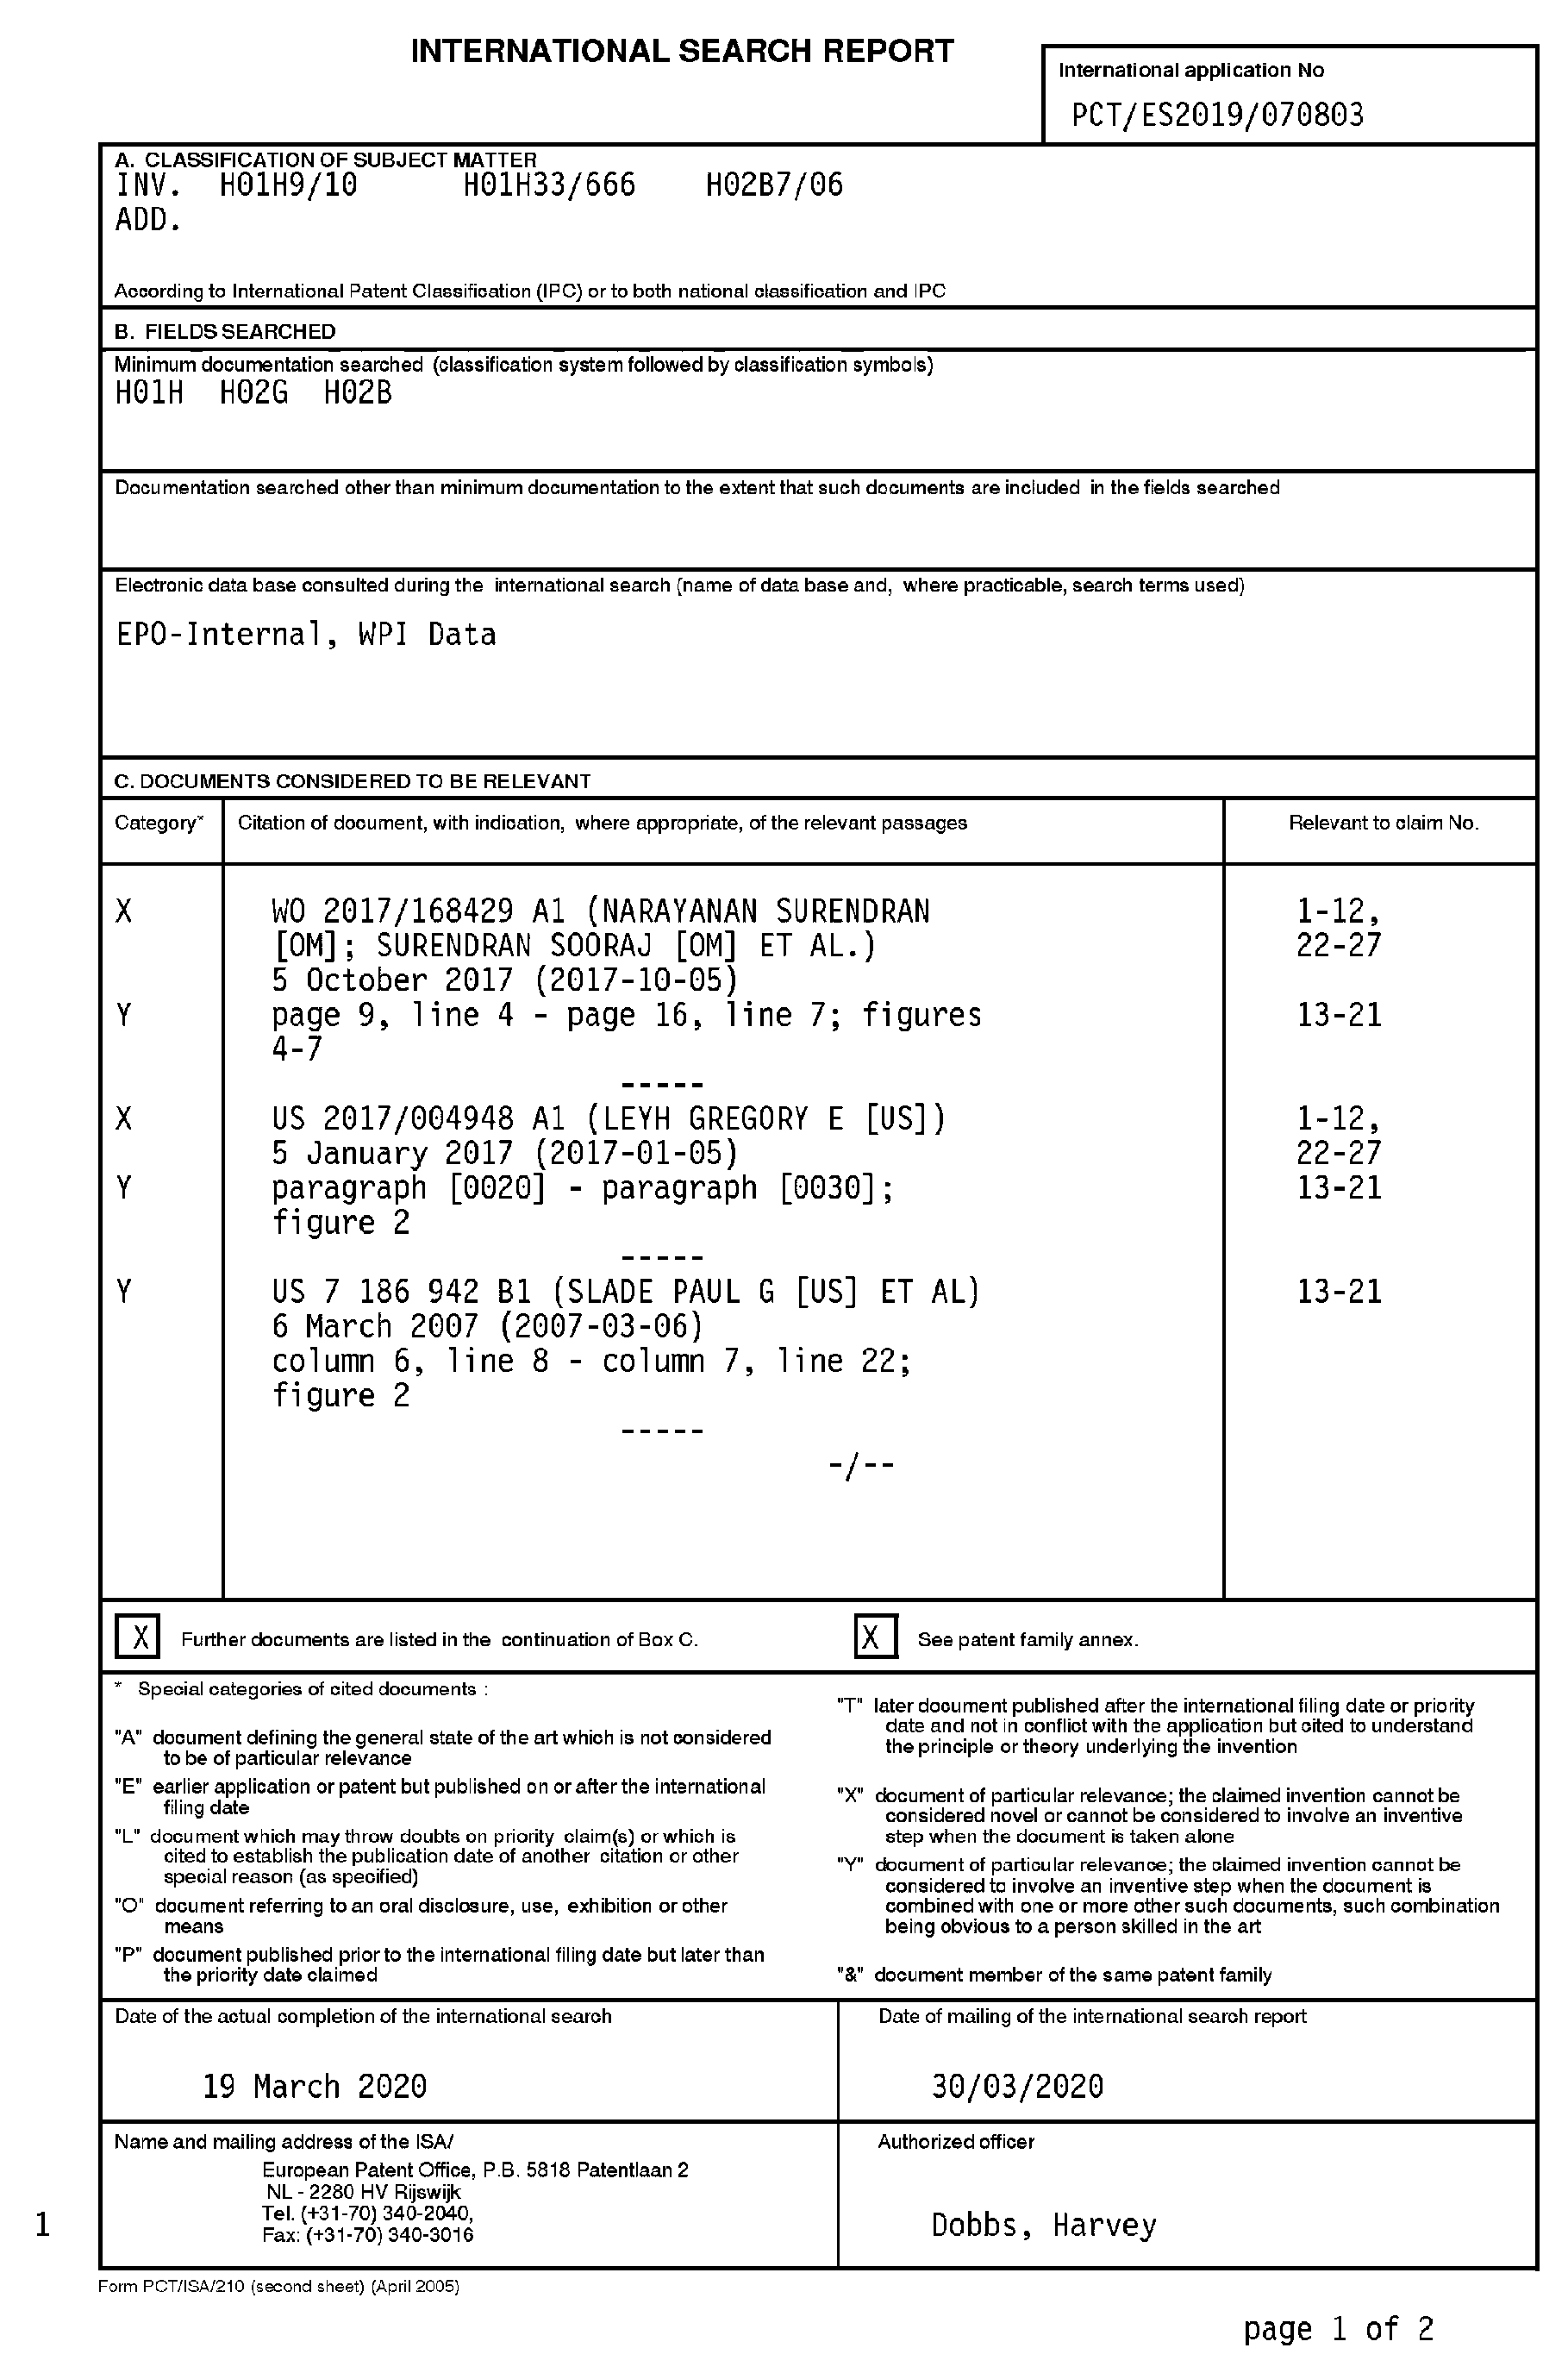 INTERNATIONAL SEARCH REPORT
International application No
PCT/ES2019/070803
A. CLASSIFICATION OF SUBJECT MATTER
INV. H01H9/10 H01H33/666 H02B7/06
ADD.
According to International Patent Classification (IPC) or to both national classification and IPC
B. FIELDS SEARCHED
Minimum documentation searched (classification system followed by classification symbols)
H01H H02G H02B
Documentation searched other than minimum documentation to the extent that such documents are included in the fields searched
Electronic data base consulted during the international search (name of data base and, where practicable, search terms used)
EPO-Internal, WPI Data
C. DOCUMENTS CONSIDERED TO BE RELEVANT
Category* Citation of document, with indication, where appropriate, of the relevant passages Relevant to claim No.
X WO 2017/168429 A1 (NARAYANAN SURENDRAN 1-12,
[OM]; SURENDRAN SOORAJ [OM] ET AL.) 22-27
5 October 2017 (2017-10-05)
Y page 9, line 4 - page 16, line 7; figures 13-21
4-7
-----
X US 2017/004948 A1 (LEYH GREGORY E [US]) 1-12,
5 January 2017 (2017-01-05) 22-27
Y paragraph [0020] - paragraph [0030]; 13-21
figure 2
-----
Y US 7 186 942 B1 (SLADE PAUL G [US] ET AL) 13-21
6 March 2007 (2007-03-06)
column 6, line 8 - column 7, line 22;
figure 2
-----
-/--
X Further documents are listed in the continuation of Box C. X See patent family annex.
* Special categories of cited documents :
"A" document defining the general state of the art which is not considered
to be of particular relevance
"E" earlier application or patent but published on or after the international
filing date
"L" document which may throw doubts on priority claim(s) or which is
cited to establish the publication date of another citation or other
special reason (as specified)
"O" document referring to an oral disclosure, use, exhibition or other
means
"P" document published prior to the international filing date but later than
the priority date claimed
"T" later document published after the international filing date or priority
date and not in conflict with the application but cited to understand
the principle or theory underlying the invention
"X" document of particular relevance; the claimed invention cannot be
considered novel or cannot be considered to involve an inventive
step when the document is taken alone
"Y" document of particular relevance; the claimed invention cannot be
considered to involve an inventive step when the document is
combined with one or more other such documents, such combination
being obvious to a person skilled in the art
"&" document member of the same patent family
Date of the actual completion of the international search
19 March 2020
Date of mailing of the international search report
30/03/2020
Name and mailing address of the ISA/
European Patent Office, P.B. 5818 Patentlaan 2
NL - 2280 HV Rijswijk
Tel. (+31-70) 340-2040,
Fax: (+31-70) 340-3016
Authorized officer
Dobbs, Harvey
1
Form PCT/ISA/210 (second sheet) (April 2005)
page 1 of 2